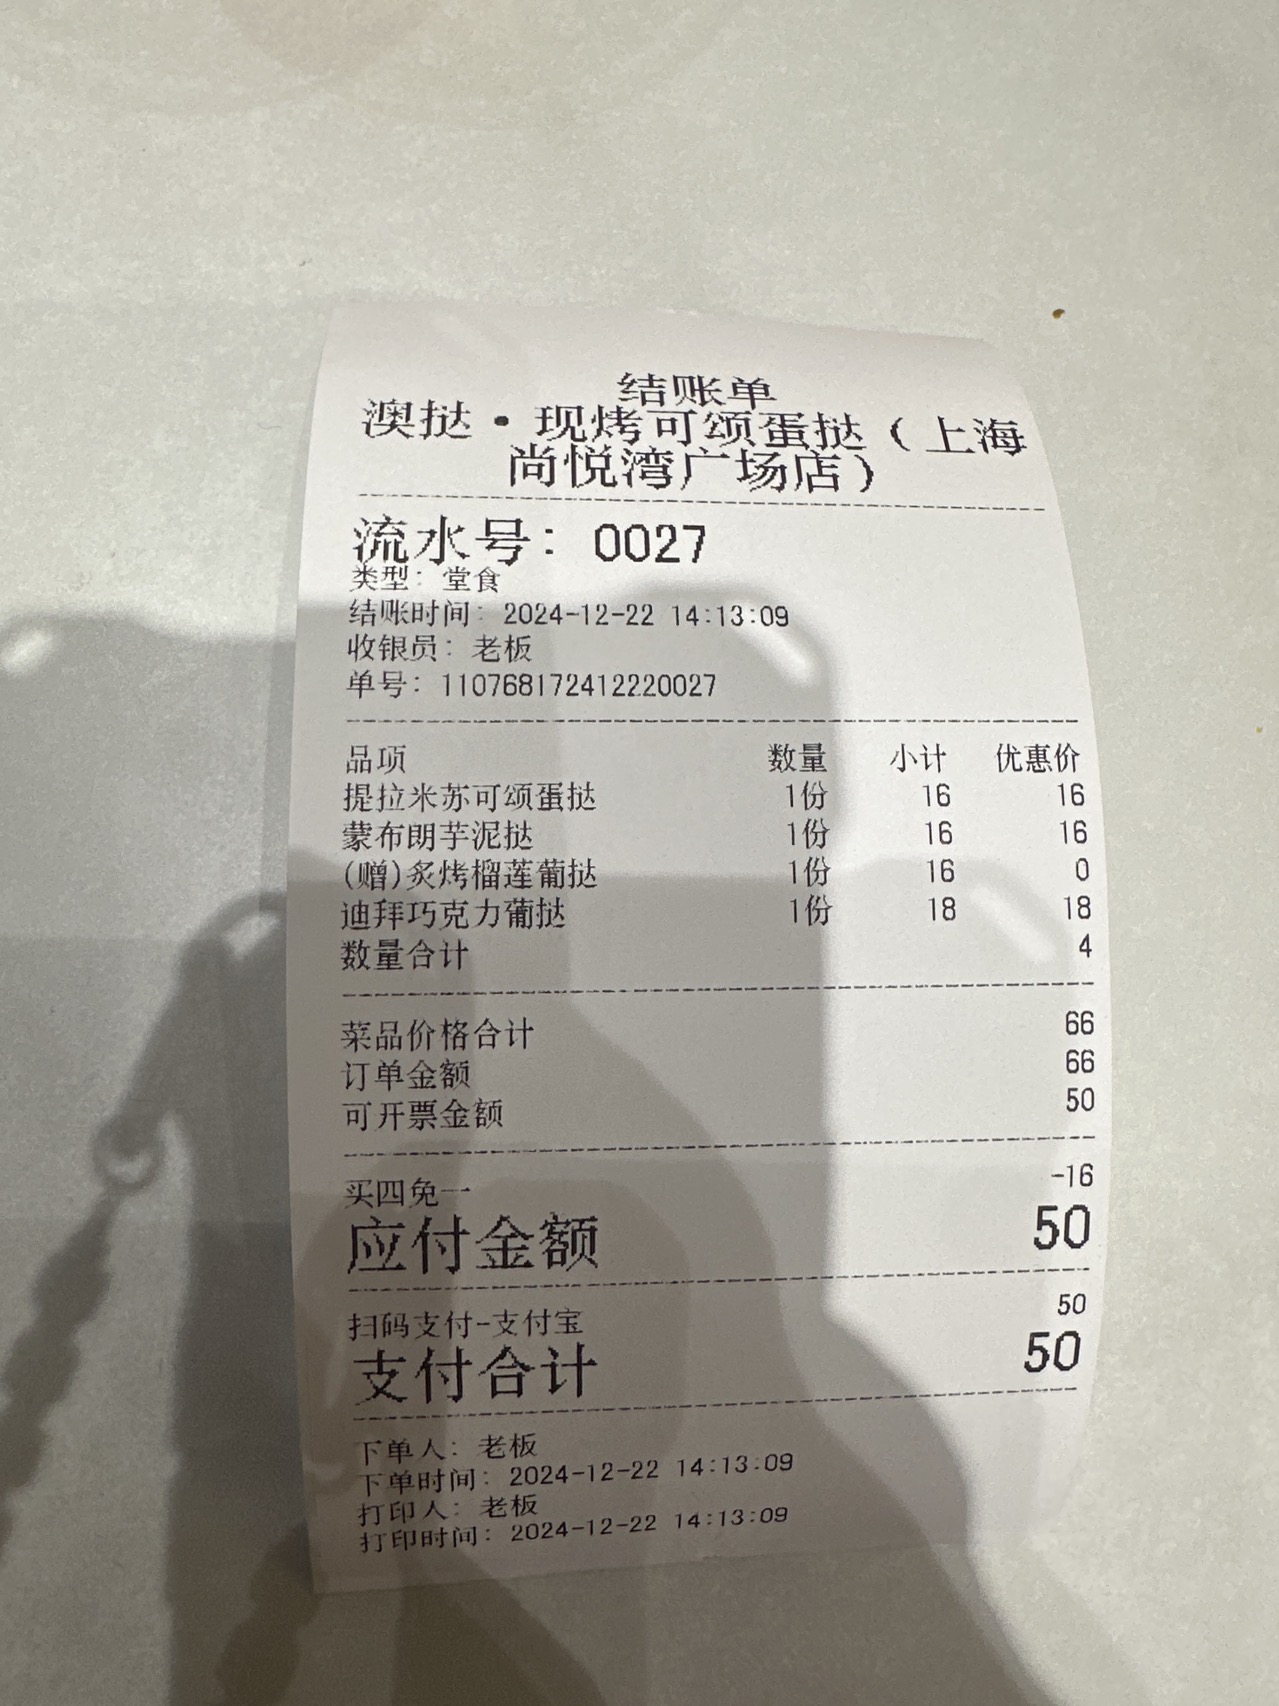 结账单
澳挞·现烤可颂蛋挞（上海
尚悦湾广场店）
流水号：0027
类型：堂食
结账时间：2024-12-22 14:13:09
收银员：老板
单号：110768172412220027
品项 数量 小计 优惠价
提拉米苏可颂蛋挞 1份 16 16
蒙布朗芋泥挞 1份 16 16
(赠)炙烤榴莲葡挞 1份 16 0
迪拜巧克力葡挞 1份 18 18
数量合计 4
菜品价格合计 66
订单金额 66
可开票金额 50
买四免一 -16
应付金额 50
扫码支付-支付宝 50
支付合计 50
下单人：老板
下单时间：2024-12-22 14:13:09
打印人：老板
打印时间：2024-12-22 14:13:09